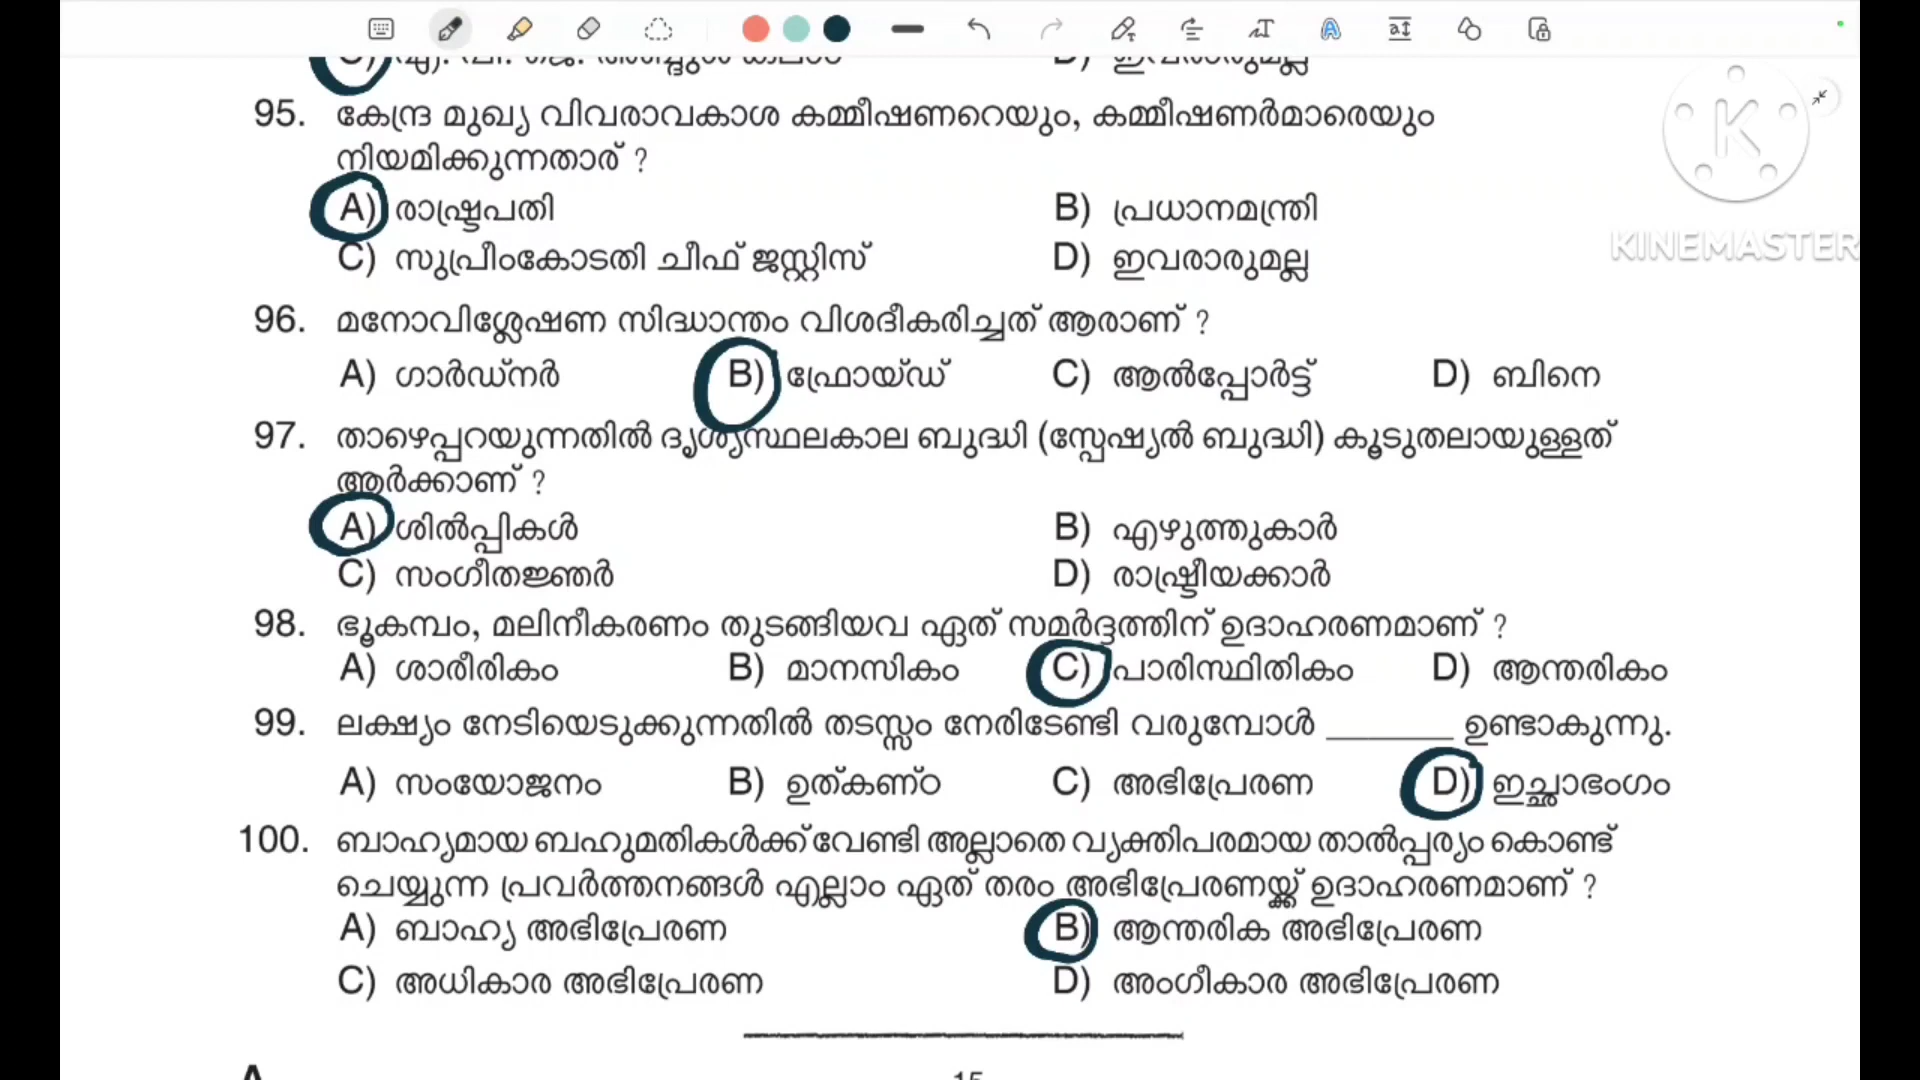 C) എ. പി. ജെ. അബ്ദുൾ കലാം D) ഇവരാരുമല്ല
95. കേന്ദ്ര മുഖ്യ വിവരാവകാശ കമ്മീഷണറെയും, കമ്മീഷണർമാരെയും
നിയമിക്കുന്നതാര് ?
A) രാഷ്ട്രപതി B) പ്രധാനമന്ത്രി
C) സുപ്രീംകോടതി ചീഫ് ജസ്റ്റിസ് D) ഇവരാരുമല്ല
KINEMASTER
96. മനോവിശ്ലേഷണ സിദ്ധാന്തം വിശദീകരിച്ചത് ആരാണ് ?
A) ഗാർഡ്നർ B) ഫ്രോയ്ഡ് C) ആൽപ്പോർട്ട് D) ബിനെ
97. താഴെപ്പറയുന്നതിൽ ദൃശ്യസ്ഥലകാല ബുദ്ധി (സ്പേഷ്യൽ ബുദ്ധി) കൂടുതലായുള്ളത്
ആർക്കാണ് ?
A) ശിൽപ്പികൾ B) എഴുത്തുകാർ
C) സംഗീതജ്ഞർ D) രാഷ്ട്രീയക്കാർ
98. ഭൂകമ്പം, മലിനീകരണം തുടങ്ങിയവ ഏത് സമർദ്ദത്തിന് ഉദാഹരണമാണ് ?
A) ശാരീരികം B) മാനസികം C) പാരിസ്ഥിതികം D) ആന്തരികം
99. ലക്ഷ്യം നേടിയെടുക്കുന്നതിൽ തടസ്സം നേരിടേണ്ടി വരുമ്പോൾ ________ ഉണ്ടാകുന്നു.
A) സംയോജനം B) ഉത്കണ്ഠ C) അഭിപ്രേരണ D) ഇച്ഛാഭംഗം
100. ബാഹ്യമായ ബഹുമതികൾക്ക് വേണ്ടി അല്ലാതെ വ്യക്തിപരമായ താൽപ്പര്യം കൊണ്ട്
ചെയ്യുന്ന പ്രവർത്തനങ്ങൾ എല്ലാം ഏത് തരം അഭിപ്രേരണയ്ക്ക് ഉദാഹരണമാണ് ?
A) ബാഹ്യ അഭിപ്രേരണ B) ആന്തരിക അഭിപ്രേരണ
C) അധികാര അഭിപ്രേരണ D) അംഗീകാര അഭിപ്രേരണ
A 15